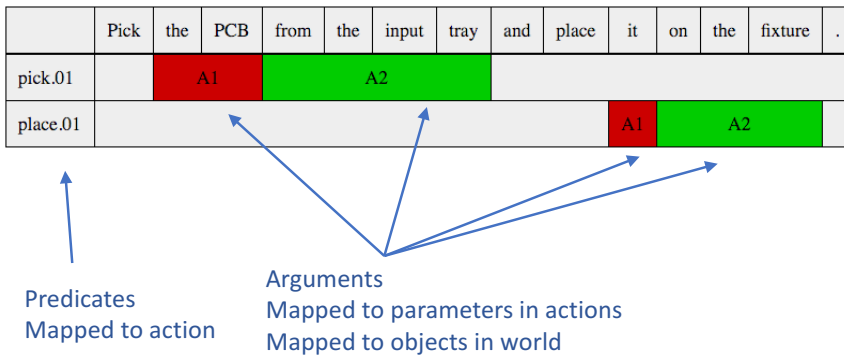 Pick the PCB from the input tray and place it on the fixture .
pick.01 A1 A2
place.01 A1 A2
Predicates
Mapped to action
Arguments
Mapped to parameters in actions
Mapped to objects in world